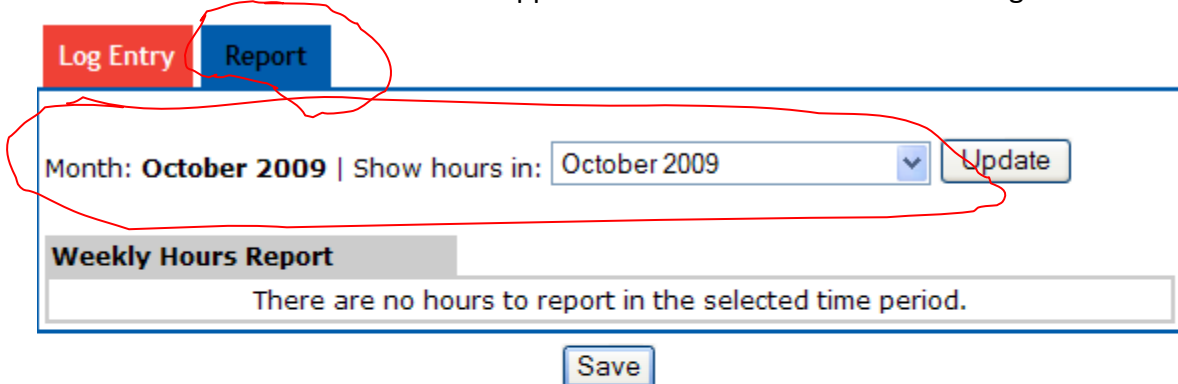 Log Entry Report
Month: October 2009 | Show hours in: October 2009 Update
Weekly Hours Report
There are no hours to report in the selected time period.
Save